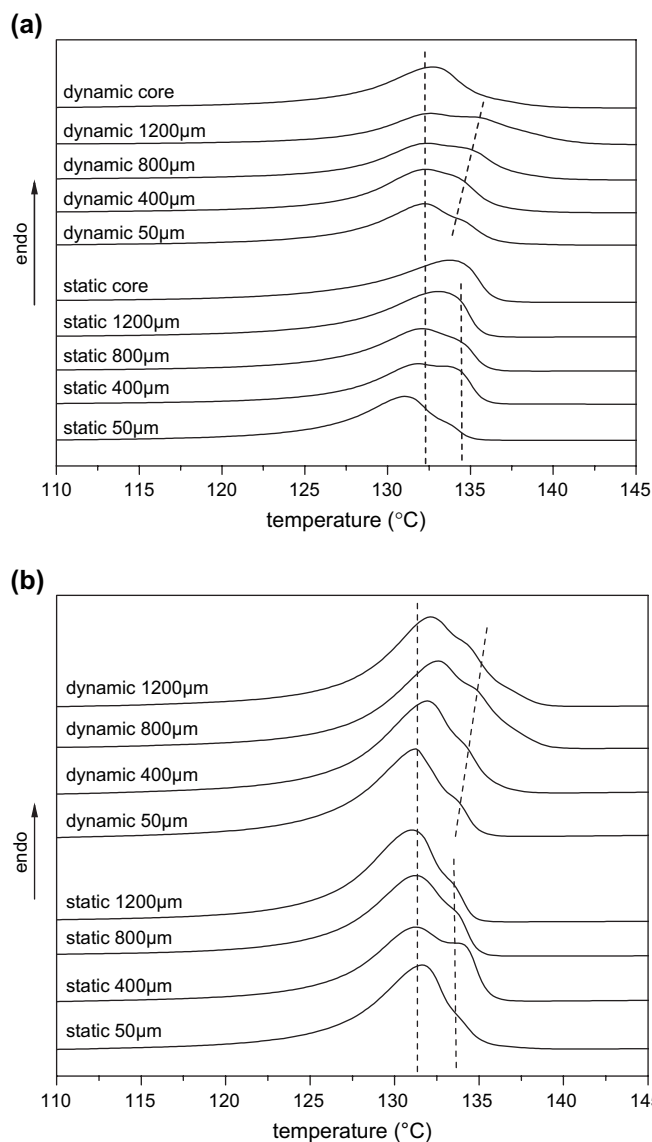 (a)
dynamic core
dynamic 1200µm
dynamic 800µm
dynamic 400µm
dynamic 50µm
static core
static 1200µm
static 800µm
static 400µm
static 50µm
endo
110 115 120 125 130 135 140 145
temperature (°C)
(b)
dynamic 1200µm
dynamic 800µm
dynamic 400µm
dynamic 50µm
static 1200µm
static 800µm
static 400µm
static 50µm
endo
110 115 120 125 130 135 140 145
temperature (°C)